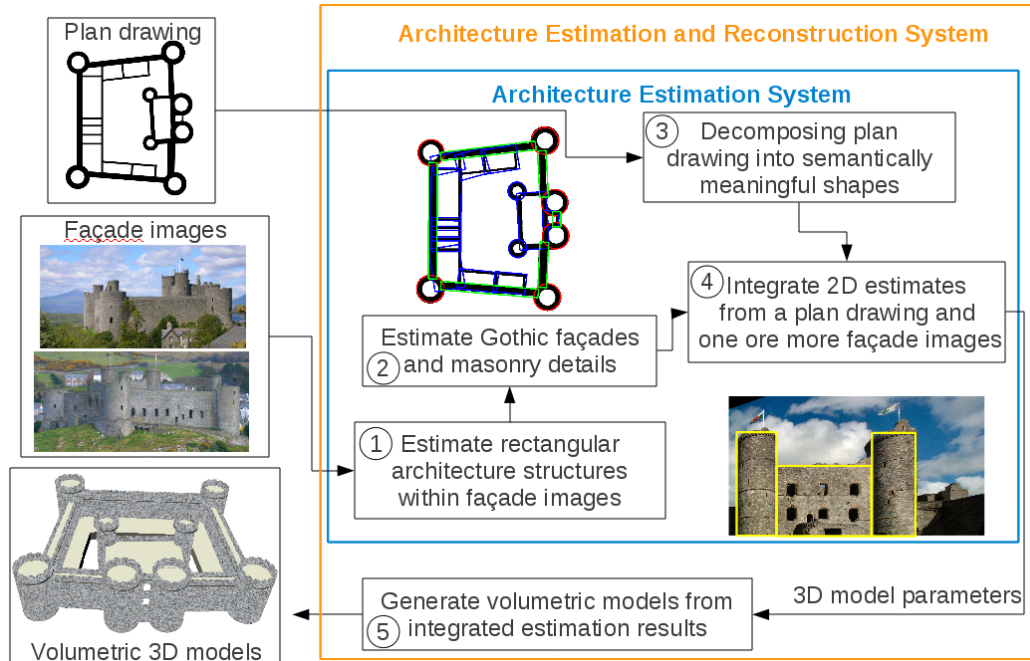 Plan drawing
Architecture Estimation and Reconstruction System
Architecture Estimation System
3 Decomposing plan
drawing into semantically
meaningful shapes
Façade images
4 Integrate 2D estimates
from a plan drawing and
one ore more façade images
Estimate Gothic façades
2 and masonry details
1 Estimate rectangular
architecture structures
within façade images
3D model parameters
Generate volumetric models from
5 integrated estimation results
Volumetric 3D models